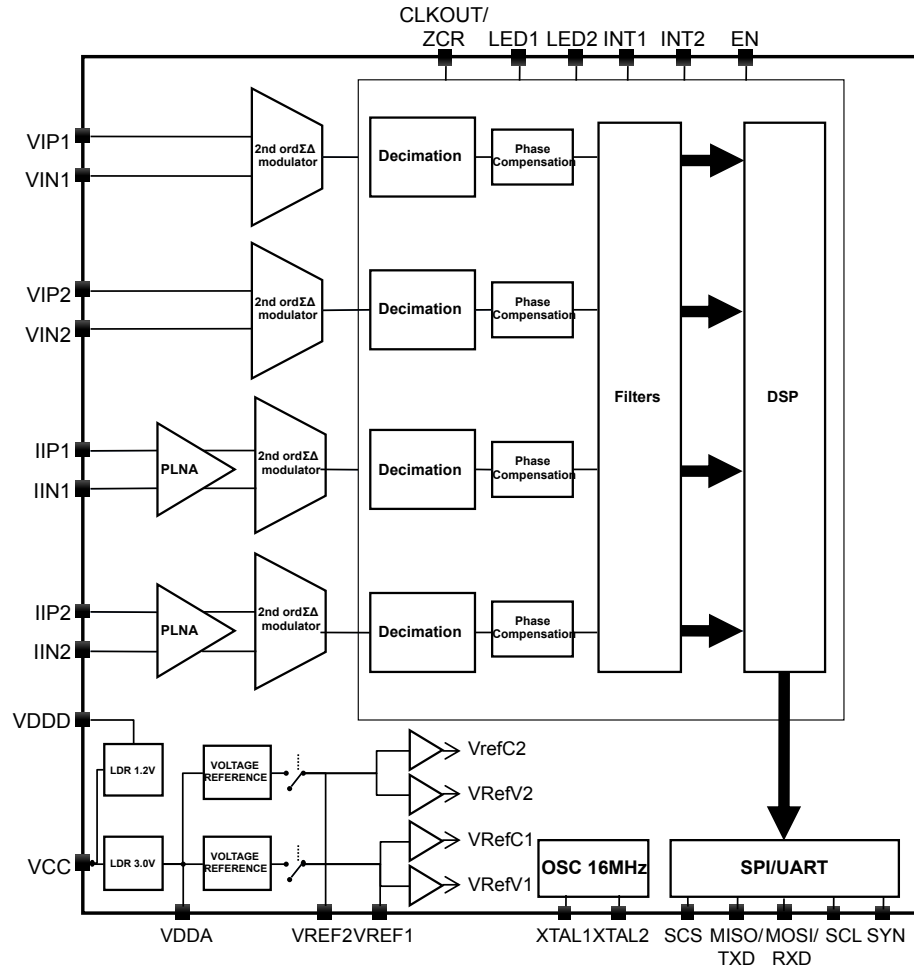 CLKOUT/
ZCR LED1 LED2 INT1 INT2 EN
VIP1
VIN1
2nd ordΣΔ
modulator
Decimation
Phase
Compensation
VIP2
VIN2
2nd ordΣΔ
modulator
Decimation
Phase
Compensation
Filters
DSP
IIP1
IIN1
PLNA
2nd ordΣΔ
modulator
Decimation
Phase
Compensation
IIP2
IIN2
PLNA
2nd ordΣΔ
modulator
Decimation
Phase
Compensation
VDDD
LDR 1.2V
VOLTAGE
REFERENCE
VrefC2
VRefV2
VCC
LDR 3.0V
VOLTAGE
REFERENCE
VRefC1
VRefV1
OSC 16MHz
SPI/UART
VDDA VREF2VREF1 XTAL1XTAL2 SCS MISO/ MOSI/ SCL SYN
TXD RXD